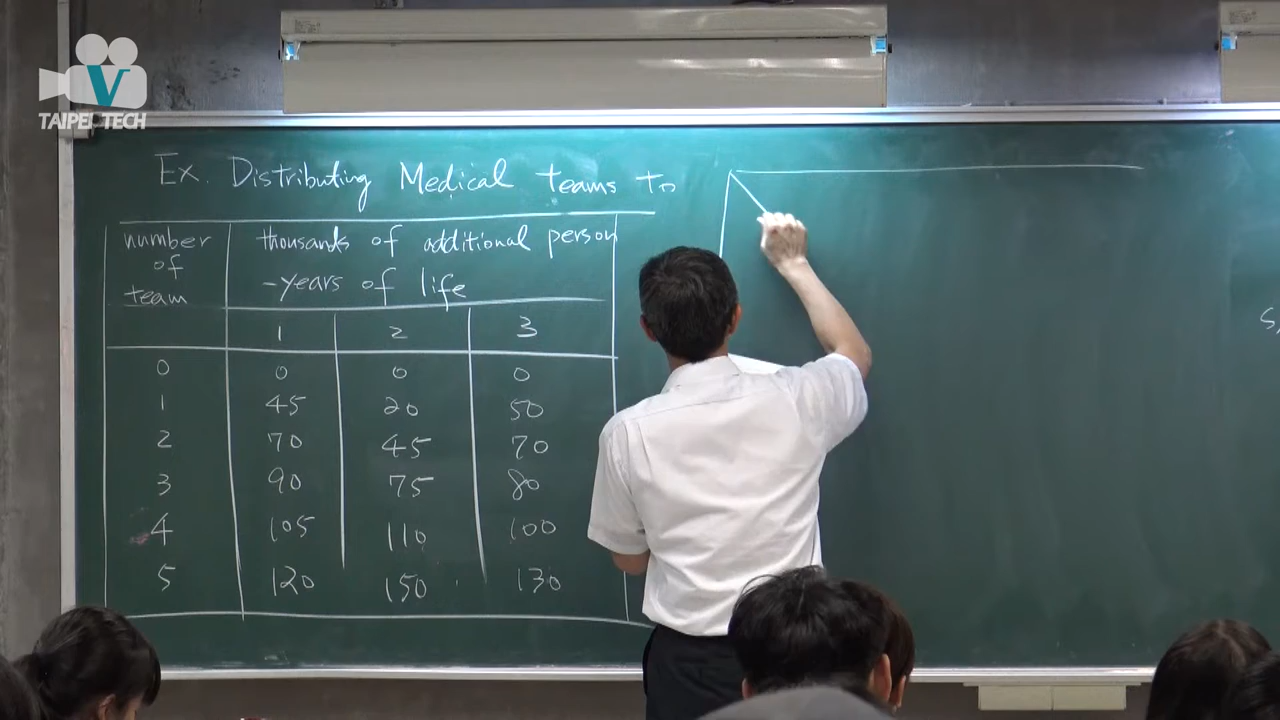 V
TAIPEI TECH
Ex. Distributing Medical teams to
number of team
thousands of additional person
-years of life
1 2 3
0 0 0 0
1 45 20 50
2 70 45 70
3 90 75 80
4 105 110 100
5 120 150 130